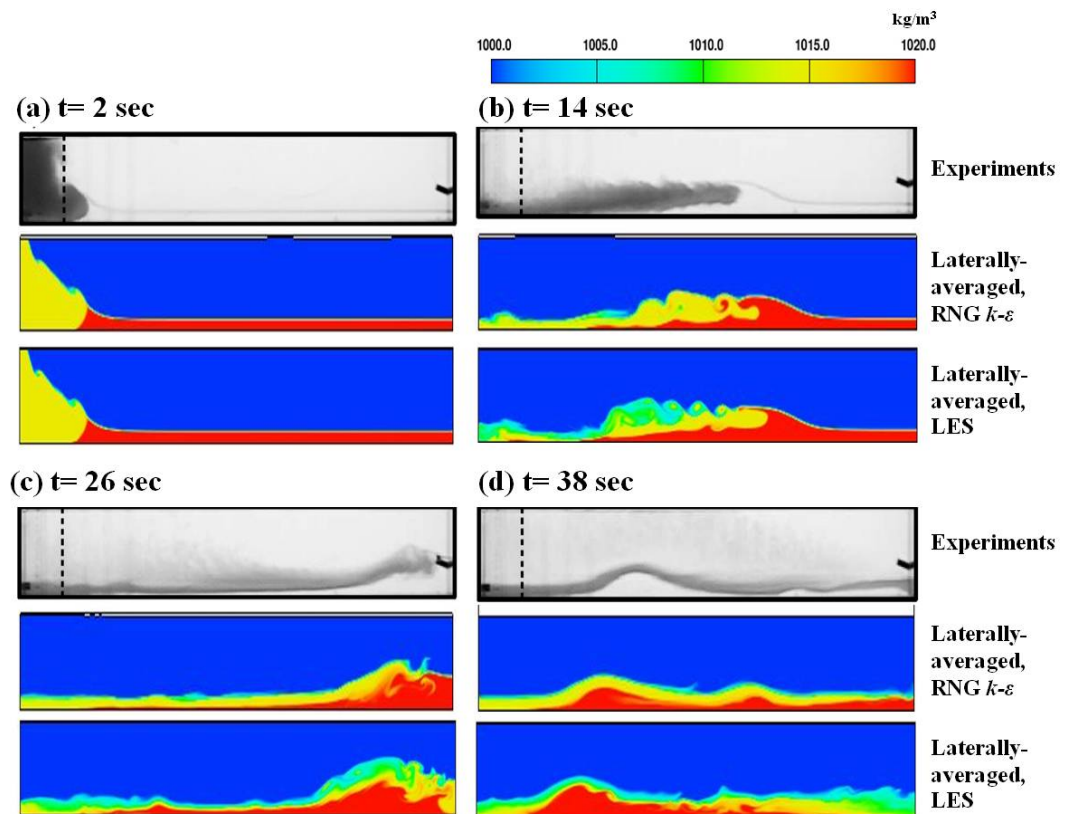 kg/m³
1000.0 1005.0 1010.0 1015.0 1020.0
(a) t= 2 sec
(b) t= 14 sec
Experiments
Laterally-
averaged,
RNG k-ε
Laterally-
averaged,
LES
(c) t= 26 sec
(d) t= 38 sec
Experiments
Laterally-
averaged,
RNG k-ε
Laterally-
averaged,
LES